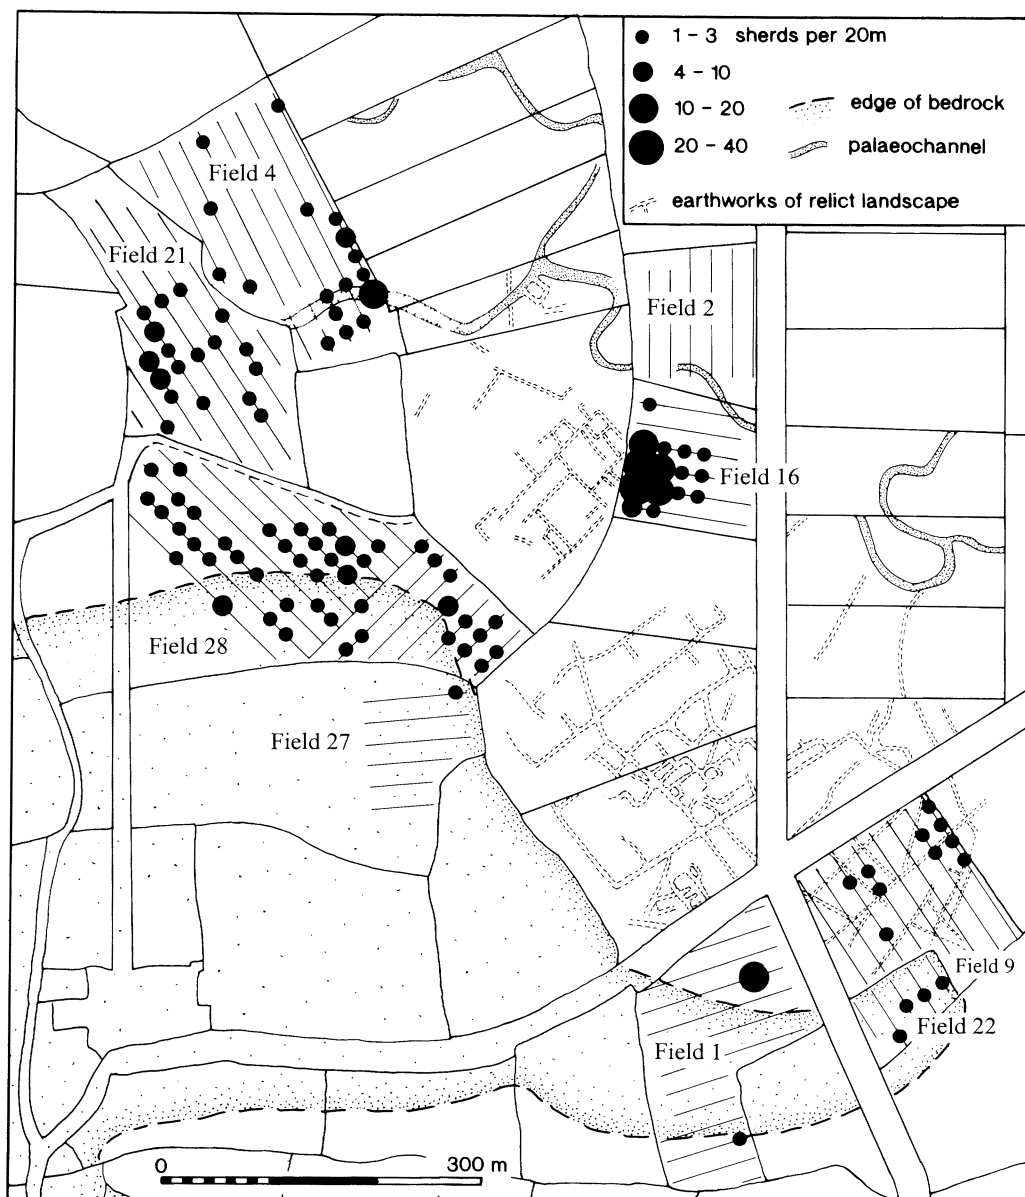 1 – 3 sherds per 20m
4 – 10
10 – 20
20 – 40
edge of bedrock
palaeochannel
earthworks of relict landscape
Field 4
Field 21
Field 2
Field 16
Field 28
Field 27
Field 9
Field 22
Field 1
0 300 m